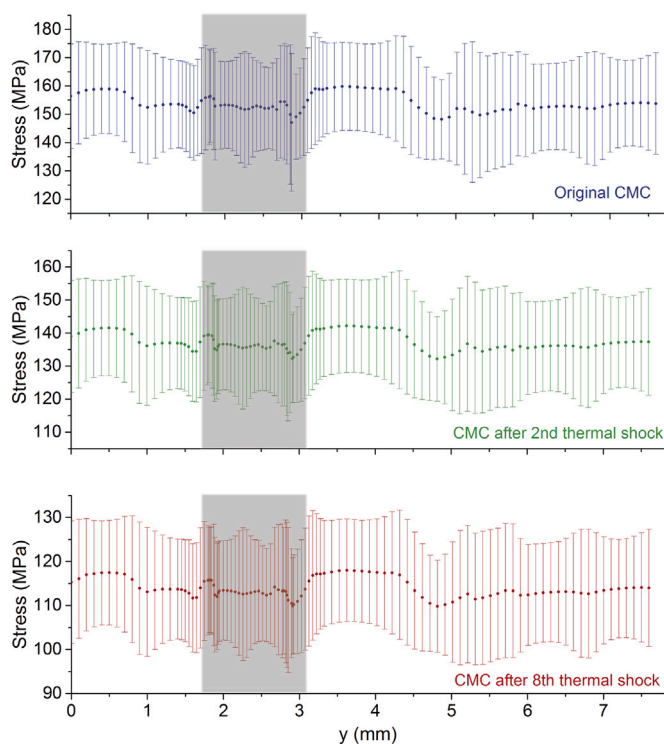 180
170
160
150
140
130
120
Stress (MPa)
Original CMC
160
150
140
130
120
110
Stress (MPa)
CMC after 2nd thermal shock
130
120
110
100
90
Stress (MPa)
CMC after 8th thermal shock
0 1 2 3 4 5 6 7
y (mm)